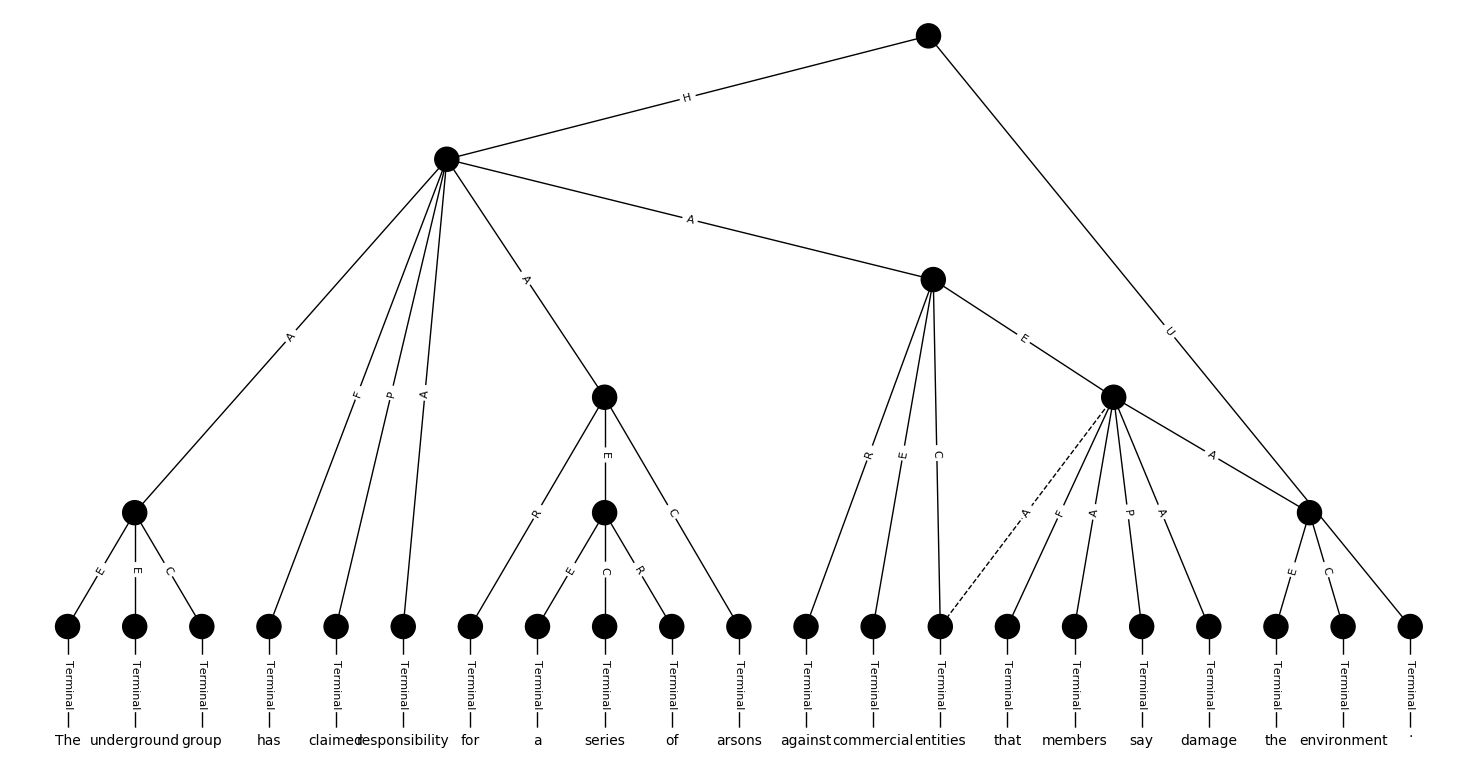 H
A
A
U
A
E
A
F
P
A
R
E
C
E
A
R
C
A
F
A
P
A
E
E
C
E
C
R
E
C
Terminal Terminal Terminal Terminal Terminal Terminal Terminal Terminal Terminal Terminal Terminal Terminal Terminal Terminal Terminal Terminal Terminal Terminal Terminal Terminal Terminal
The underground group has claimed responsibility for a series of arsons against commercial entities that members say damage the environment .